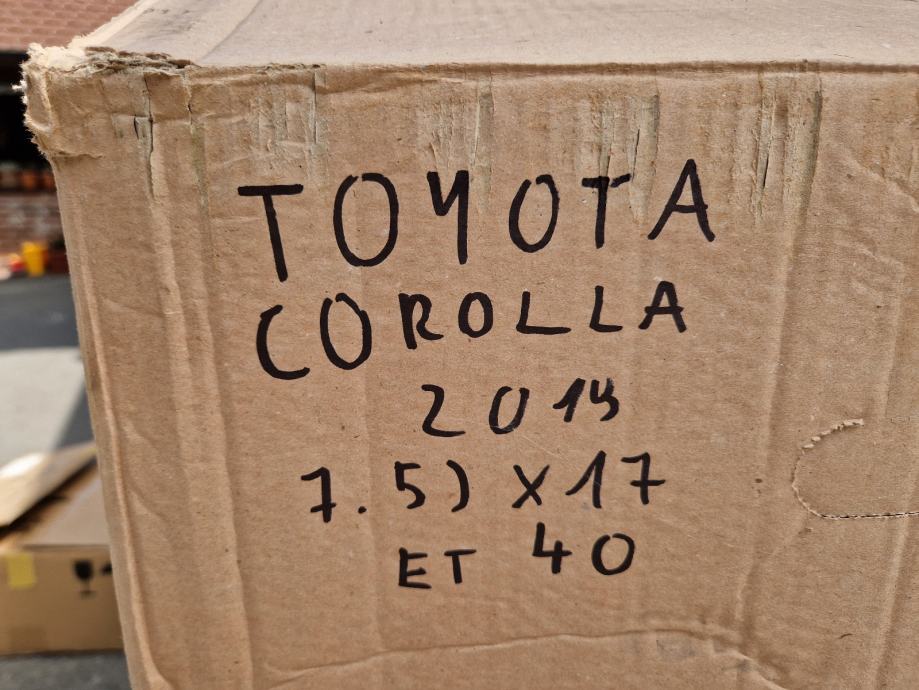 TOYOTA
COROLLA
7.5J X17
ET 40